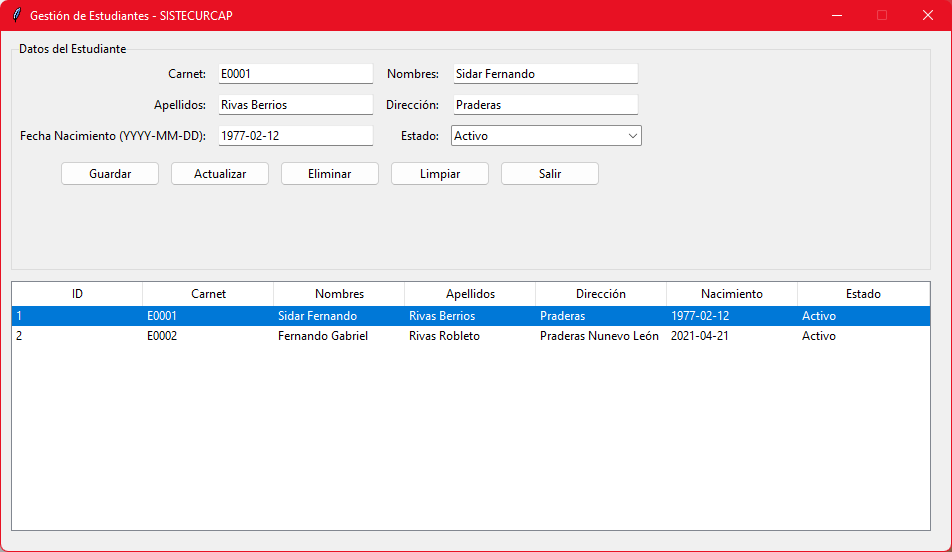 Gestión de Estudiantes - SISTECURCAP
Datos del Estudiante
Carnet: E0001 Nombres: Sidar Fernando
Apellidos: Rivas Berrios Dirección: Praderas
Fecha Nacimiento (YYYY-MM-DD): 1977-02-12 Estado: Activo
Guardar Actualizar Eliminar Limpiar Salir
ID Carnet Nombres Apellidos Dirección Nacimiento Estado
1 E0001 Sidar Fernando Rivas Berrios Praderas 1977-02-12 Activo
2 E0002 Fernando Gabriel Rivas Robleto Praderas Nunevo León 2021-04-21 Activo